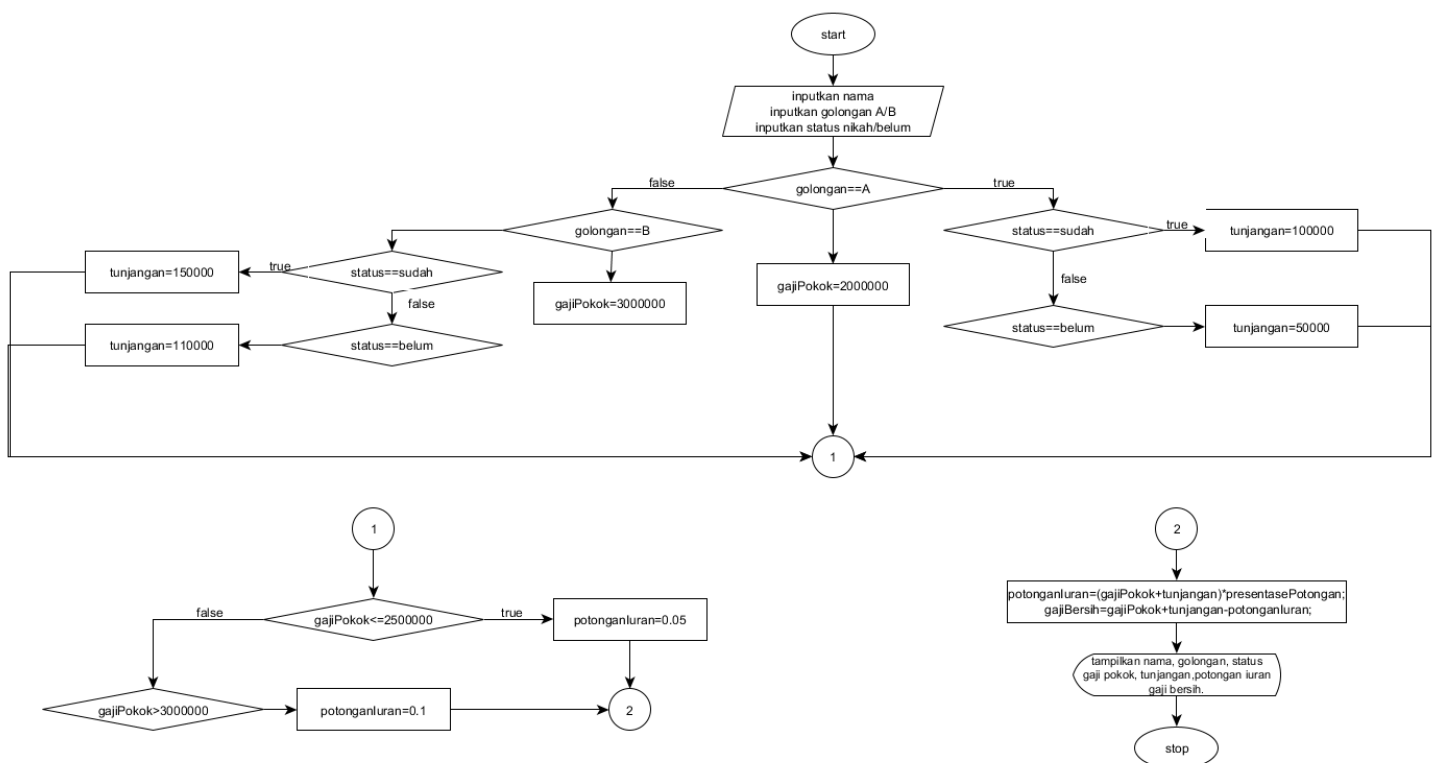 start
inputkan nama
inputkan golongan A/B
inputkan status nikah/belum
golongan==A
false
true
golongan==B
status==sudah
true
tunjangan=100000
tunjangan=150000
true
status==sudah
false
gajiPokok=3000000
gajiPokok=2000000
false
status==belum
tunjangan=50000
tunjangan=110000
status==belum
1
1
gajiPokok<=2500000
false
true
potonganIuran=0.05
gajiPokok>3000000
potonganIuran=0.1
2
2
potonganIuran=(gajiPokok+tunjangan)*presentasePotongan;
gajiBersih=gajiPokok+tunjangan-potonganIuran;
tampilkan nama, golongan, status
gaji pokok, tunjangan,potongan iuran
gaji bersih.
stop